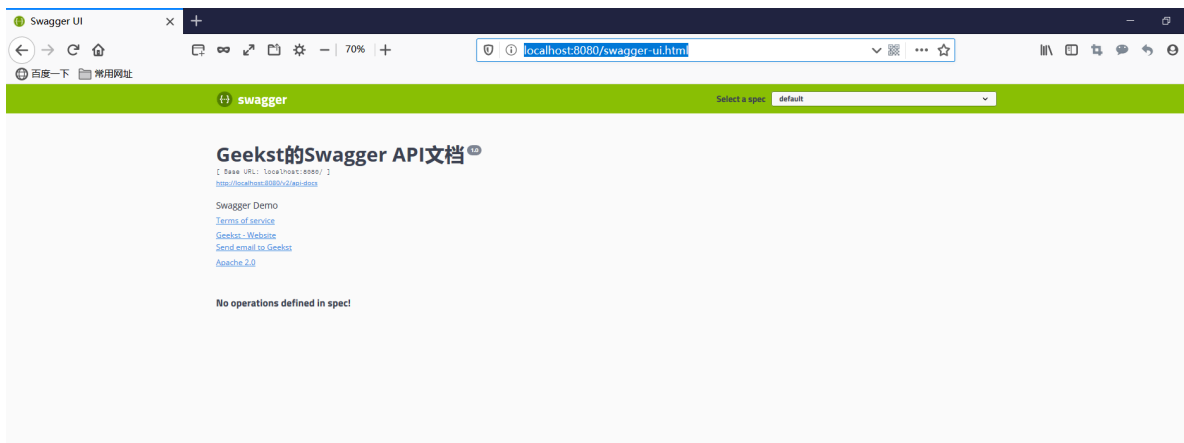 Swagger UI
70%
localhost:8080/swagger-ui.html
百度一下 常用网址
swagger
Select a spec default
Geekst的Swagger API文档 1.0
[ Base URL: localhost:8080/ ]
http://localhost:8080/v2/api-docs
Swagger Demo
Terms of service
Geekst - Website
Send email to Geekst
Apache 2.0
No operations defined in spec!